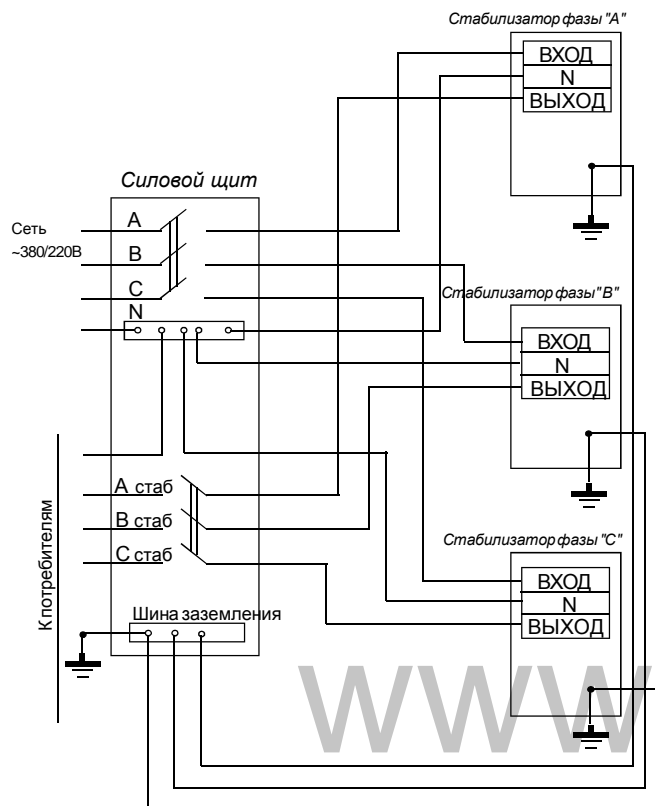 Стабилизатор фазы "А"
ВХОД
N
ВЫХОД
Силовой щит
Сеть
~380/220В
A
B
C
N
Стабилизатор фазы "В"
ВХОД
N
ВЫХОД
К потребителям
А стаб
В стаб
С стаб
Стабилизатор фазы "С"
ВХОД
N
ВЫХОД
Шина заземления
www